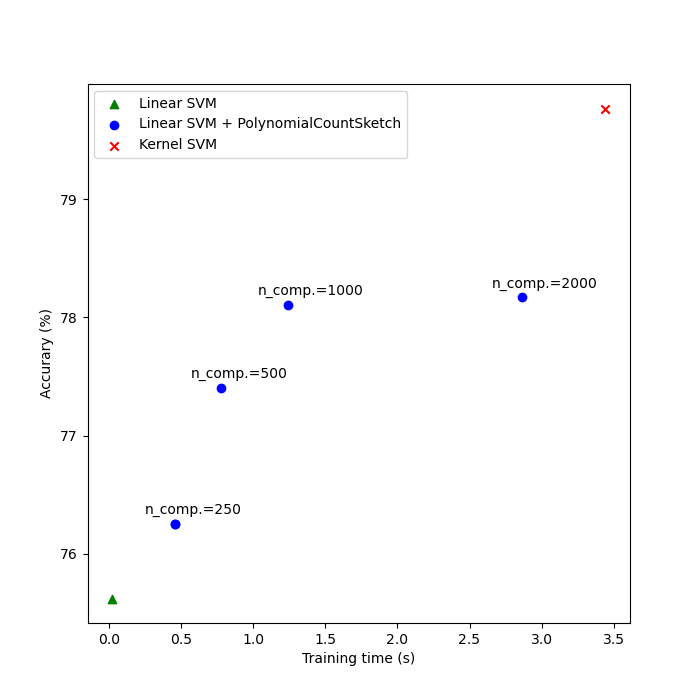 Linear SVM
Linear SVM + PolynomialCountSketch
Kernel SVM
79
78
77
76
Accurary (%)
n_comp.=1000
n_comp.=2000
n_comp.=500
n_comp.=250
0.0 0.5 1.0 1.5 2.0 2.5 3.0 3.5
Training time (s)